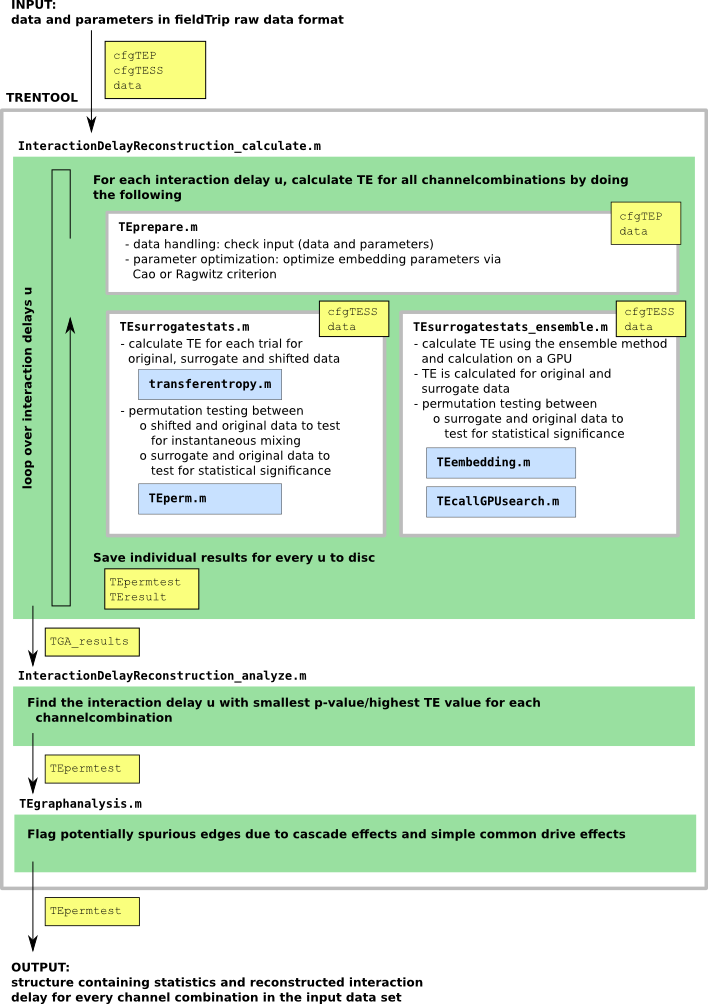 INPUT:
data and parameters in fieldTrip raw data format
cfgTEP
cfgTESS
data
TRENTOOL
InteractionDelayReconstruction_calculate.m
loop over interaction delays u
For each interaction delay u, calculate TE for all channelcombinations by doing
the following
cfgTEP
data
TEprepare.m
- data handling: check input (data and parameters)
- parameter optimization: optimize embedding parameters via
Cao or Ragwitz criterion
cfgTESS
data
TEsurrogatestats.m
- calculate TE for each trial for
original, surrogate and shifted data
transferentropy.m
- permutation testing between
o shifted and original data to test
for instantaneous mixing
o surrogate and original data to
test for statistical significance
TEperm.m
cfgTESS
data
TEsurrogatestats_ensemble.m
- calculate TE using the ensemble method
and calculation on a GPU
- TE is calculated for original and
surrogate data
- permutation testing between
o surrogate and original data to
test for statistical significance
TEembedding.m
TEcallGPUsearch.m
Save individual results for every u to disc
TEpermtest
TEresult
TGA_results
InteractionDelayReconstruction_analyze.m
Find the interaction delay u with smallest p-value/highest TE value for each
channelcombination
TEpermtest
TEgraphanalysis.m
Flag potentially spurious edges due to cascade effects and simple common drive effects
TEpermtest
OUTPUT:
structure containing statistics and reconstructed interaction
delay for every channel combination in the input data set